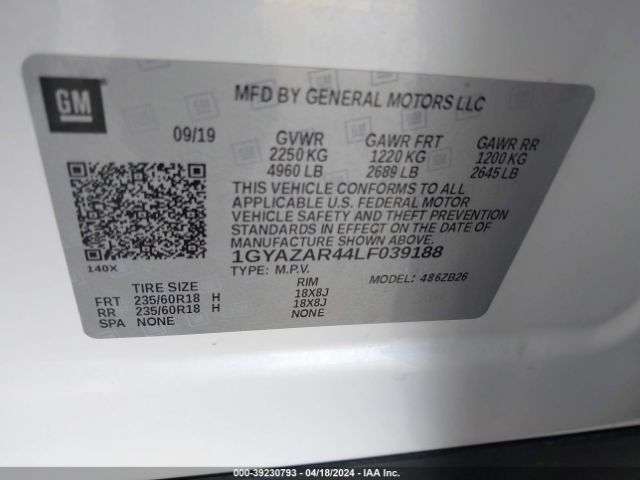 GM
MFD BY GENERAL MOTORS LLC
09/19 GVWR GAWR FRT GAWR RR
2250 KG 1220 KG 1200 KG
4960 LB 2689 LB 2645 LB
THIS VEHICLE CONFORMS TO ALL
APPLICABLE U.S. FEDERAL MOTOR
VEHICLE SAFETY AND THEFT PREVENTION
STANDARDS IN EFFECT ON THE DATE OF
MANUFACTURE SHOWN ABOVE.
1GYAZAR44LF039188
140X TYPE: M.P.V. MODEL: 486ZB26
TIRE SIZE RIM
FRT 235/60R18 H 18X8J
RR 235/60R18 H 18X8J
SPA NONE NONE
000-39230793 - 04/18/2024 - IAA, Inc.